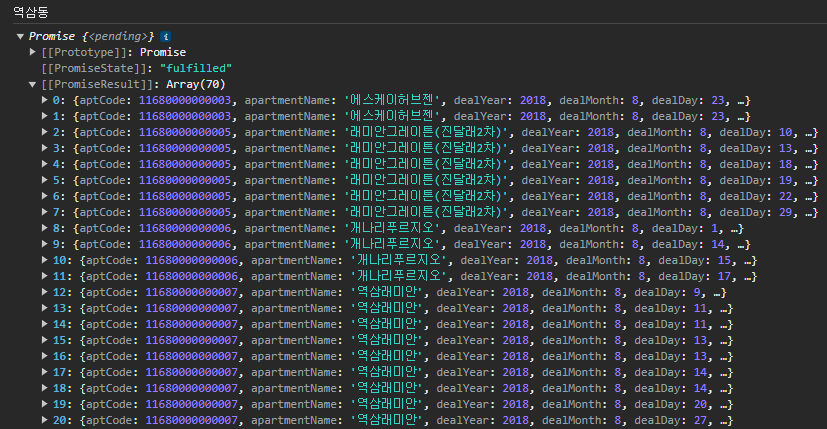 역삼동
▼ Promise {<pending>} i
▶ [[Prototype]]: Promise
[[PromiseState]]: "fulfilled"
▼ [[PromiseResult]]: Array(70)
▶ 0: {aptCode: 11680000000003, apartmentName: '에스케이허브젠', dealYear: 2018, dealMonth: 8, dealDay: 23, …}
▶ 1: {aptCode: 11680000000003, apartmentName: '에스케이허브젠', dealYear: 2018, dealMonth: 8, dealDay: 23, …}
▶ 2: {aptCode: 11680000000005, apartmentName: '래미안그레이튼(진달래2차)', dealYear: 2018, dealMonth: 8, dealDay: 10, …}
▶ 3: {aptCode: 11680000000005, apartmentName: '래미안그레이튼(진달래2차)', dealYear: 2018, dealMonth: 8, dealDay: 13, …}
▶ 4: {aptCode: 11680000000005, apartmentName: '래미안그레이튼(진달래2차)', dealYear: 2018, dealMonth: 8, dealDay: 18, …}
▶ 5: {aptCode: 11680000000005, apartmentName: '래미안그레이튼(진달래2차)', dealYear: 2018, dealMonth: 8, dealDay: 19, …}
▶ 6: {aptCode: 11680000000005, apartmentName: '래미안그레이튼(진달래2차)', dealYear: 2018, dealMonth: 8, dealDay: 22, …}
▶ 7: {aptCode: 11680000000005, apartmentName: '래미안그레이튼(진달래2차)', dealYear: 2018, dealMonth: 8, dealDay: 29, …}
▶ 8: {aptCode: 11680000000006, apartmentName: '개나리푸르지오', dealYear: 2018, dealMonth: 8, dealDay: 1, …}
▶ 9: {aptCode: 11680000000006, apartmentName: '개나리푸르지오', dealYear: 2018, dealMonth: 8, dealDay: 14, …}
▶ 10: {aptCode: 11680000000006, apartmentName: '개나리푸르지오', dealYear: 2018, dealMonth: 8, dealDay: 15, …}
▶ 11: {aptCode: 11680000000006, apartmentName: '개나리푸르지오', dealYear: 2018, dealMonth: 8, dealDay: 17, …}
▶ 12: {aptCode: 11680000000007, apartmentName: '역삼래미안', dealYear: 2018, dealMonth: 8, dealDay: 9, …}
▶ 13: {aptCode: 11680000000007, apartmentName: '역삼래미안', dealYear: 2018, dealMonth: 8, dealDay: 11, …}
▶ 14: {aptCode: 11680000000007, apartmentName: '역삼래미안', dealYear: 2018, dealMonth: 8, dealDay: 11, …}
▶ 15: {aptCode: 11680000000007, apartmentName: '역삼래미안', dealYear: 2018, dealMonth: 8, dealDay: 13, …}
▶ 16: {aptCode: 11680000000007, apartmentName: '역삼래미안', dealYear: 2018, dealMonth: 8, dealDay: 13, …}
▶ 17: {aptCode: 11680000000007, apartmentName: '역삼래미안', dealYear: 2018, dealMonth: 8, dealDay: 14, …}
▶ 18: {aptCode: 11680000000007, apartmentName: '역삼래미안', dealYear: 2018, dealMonth: 8, dealDay: 14, …}
▶ 19: {aptCode: 11680000000007, apartmentName: '역삼래미안', dealYear: 2018, dealMonth: 8, dealDay: 20, …}
▶ 20: {aptCode: 11680000000007, apartmentName: '역삼래미안', dealYear: 2018, dealMonth: 8, dealDay: 27, …}